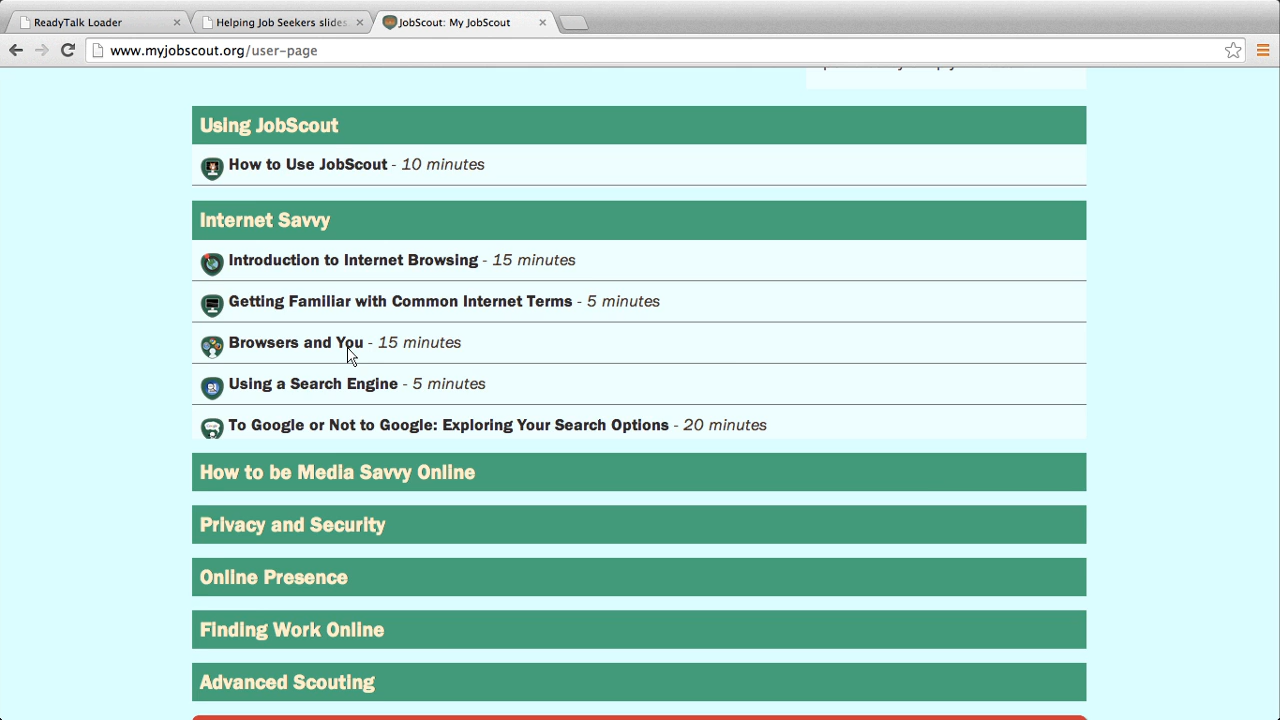 ReadyTalk Loader
Helping Job Seekers slides
JobScout: My JobScout
www.myjobscout.org/user-page
Using JobScout
How to Use JobScout - 10 minutes
Internet Savvy
Introduction to Internet Browsing - 15 minutes
Getting Familiar with Common Internet Terms - 5 minutes
Browsers and You - 15 minutes
Using a Search Engine - 5 minutes
To Google or Not to Google: Exploring Your Search Options - 20 minutes
How to be Media Savvy Online
Privacy and Security
Online Presence
Finding Work Online
Advanced Scouting